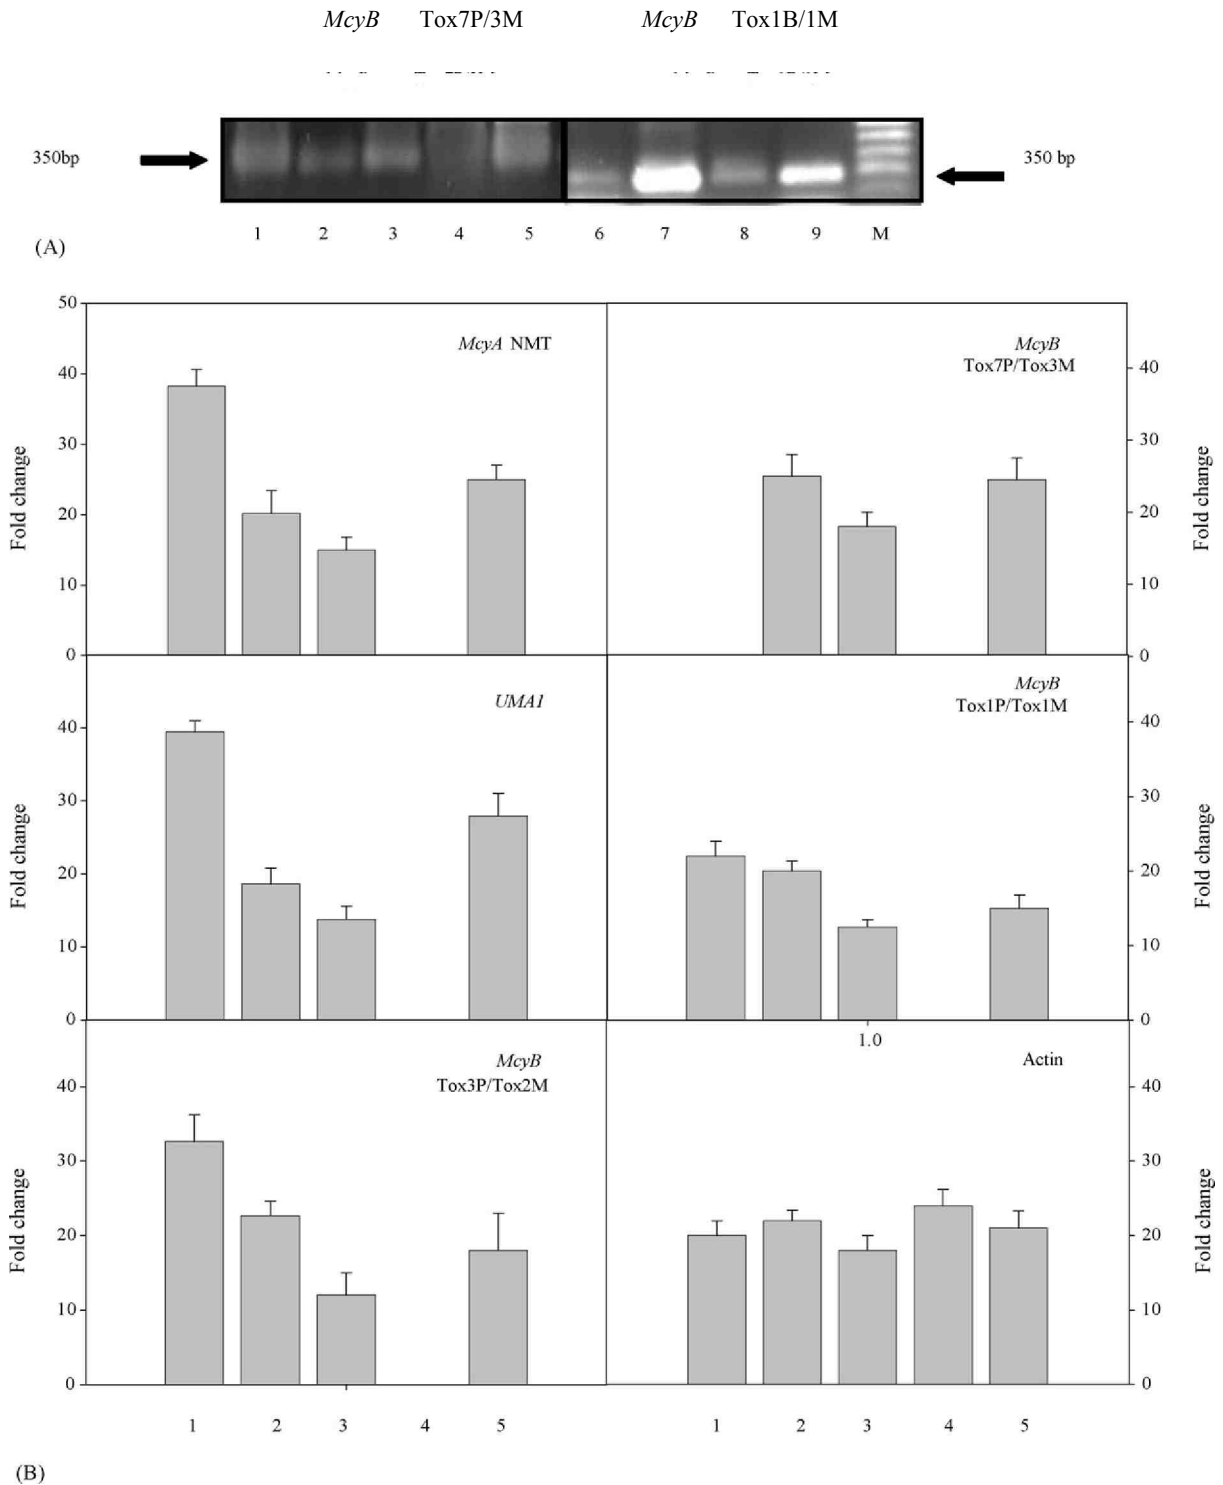 McyB Tox7P/3M McyB Tox1B/1M
350bp 350 bp
1 2 3 4 5 6 7 8 9 M
(A)
50
40
30
20
10
0
Fold change
McyA NMT
McyB
Tox7P/Tox3M
40
30
20
10
0
Fold change
40
30
20
10
0
Fold change
UMA1
McyB
Tox1P/Tox1M
40
30
20
10
0
Fold change
1.0
40
30
20
10
0
Fold change
McyB
Tox3P/Tox2M
Actin
40
30
20
10
0
Fold change
1 2 3 4 5 1 2 3 4 5
(B)